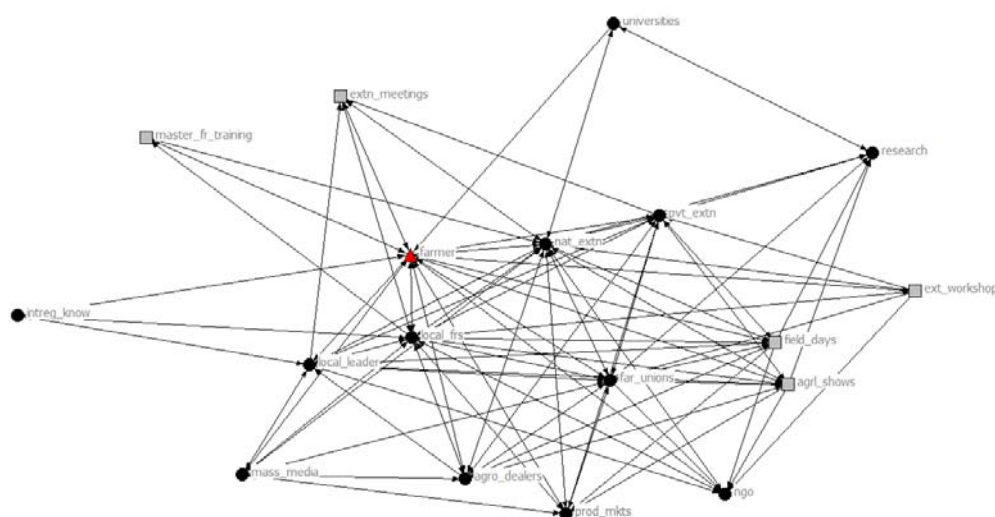 universities
extn_meetings
master_fr_training
research
pvt_extn
nat_extn
farmer
ext_workshop
intreg_know
local_frs
field_days
local_leader
far_unions
agrl_shows
mass_media
agro_dealers
ngo
prod_mkts